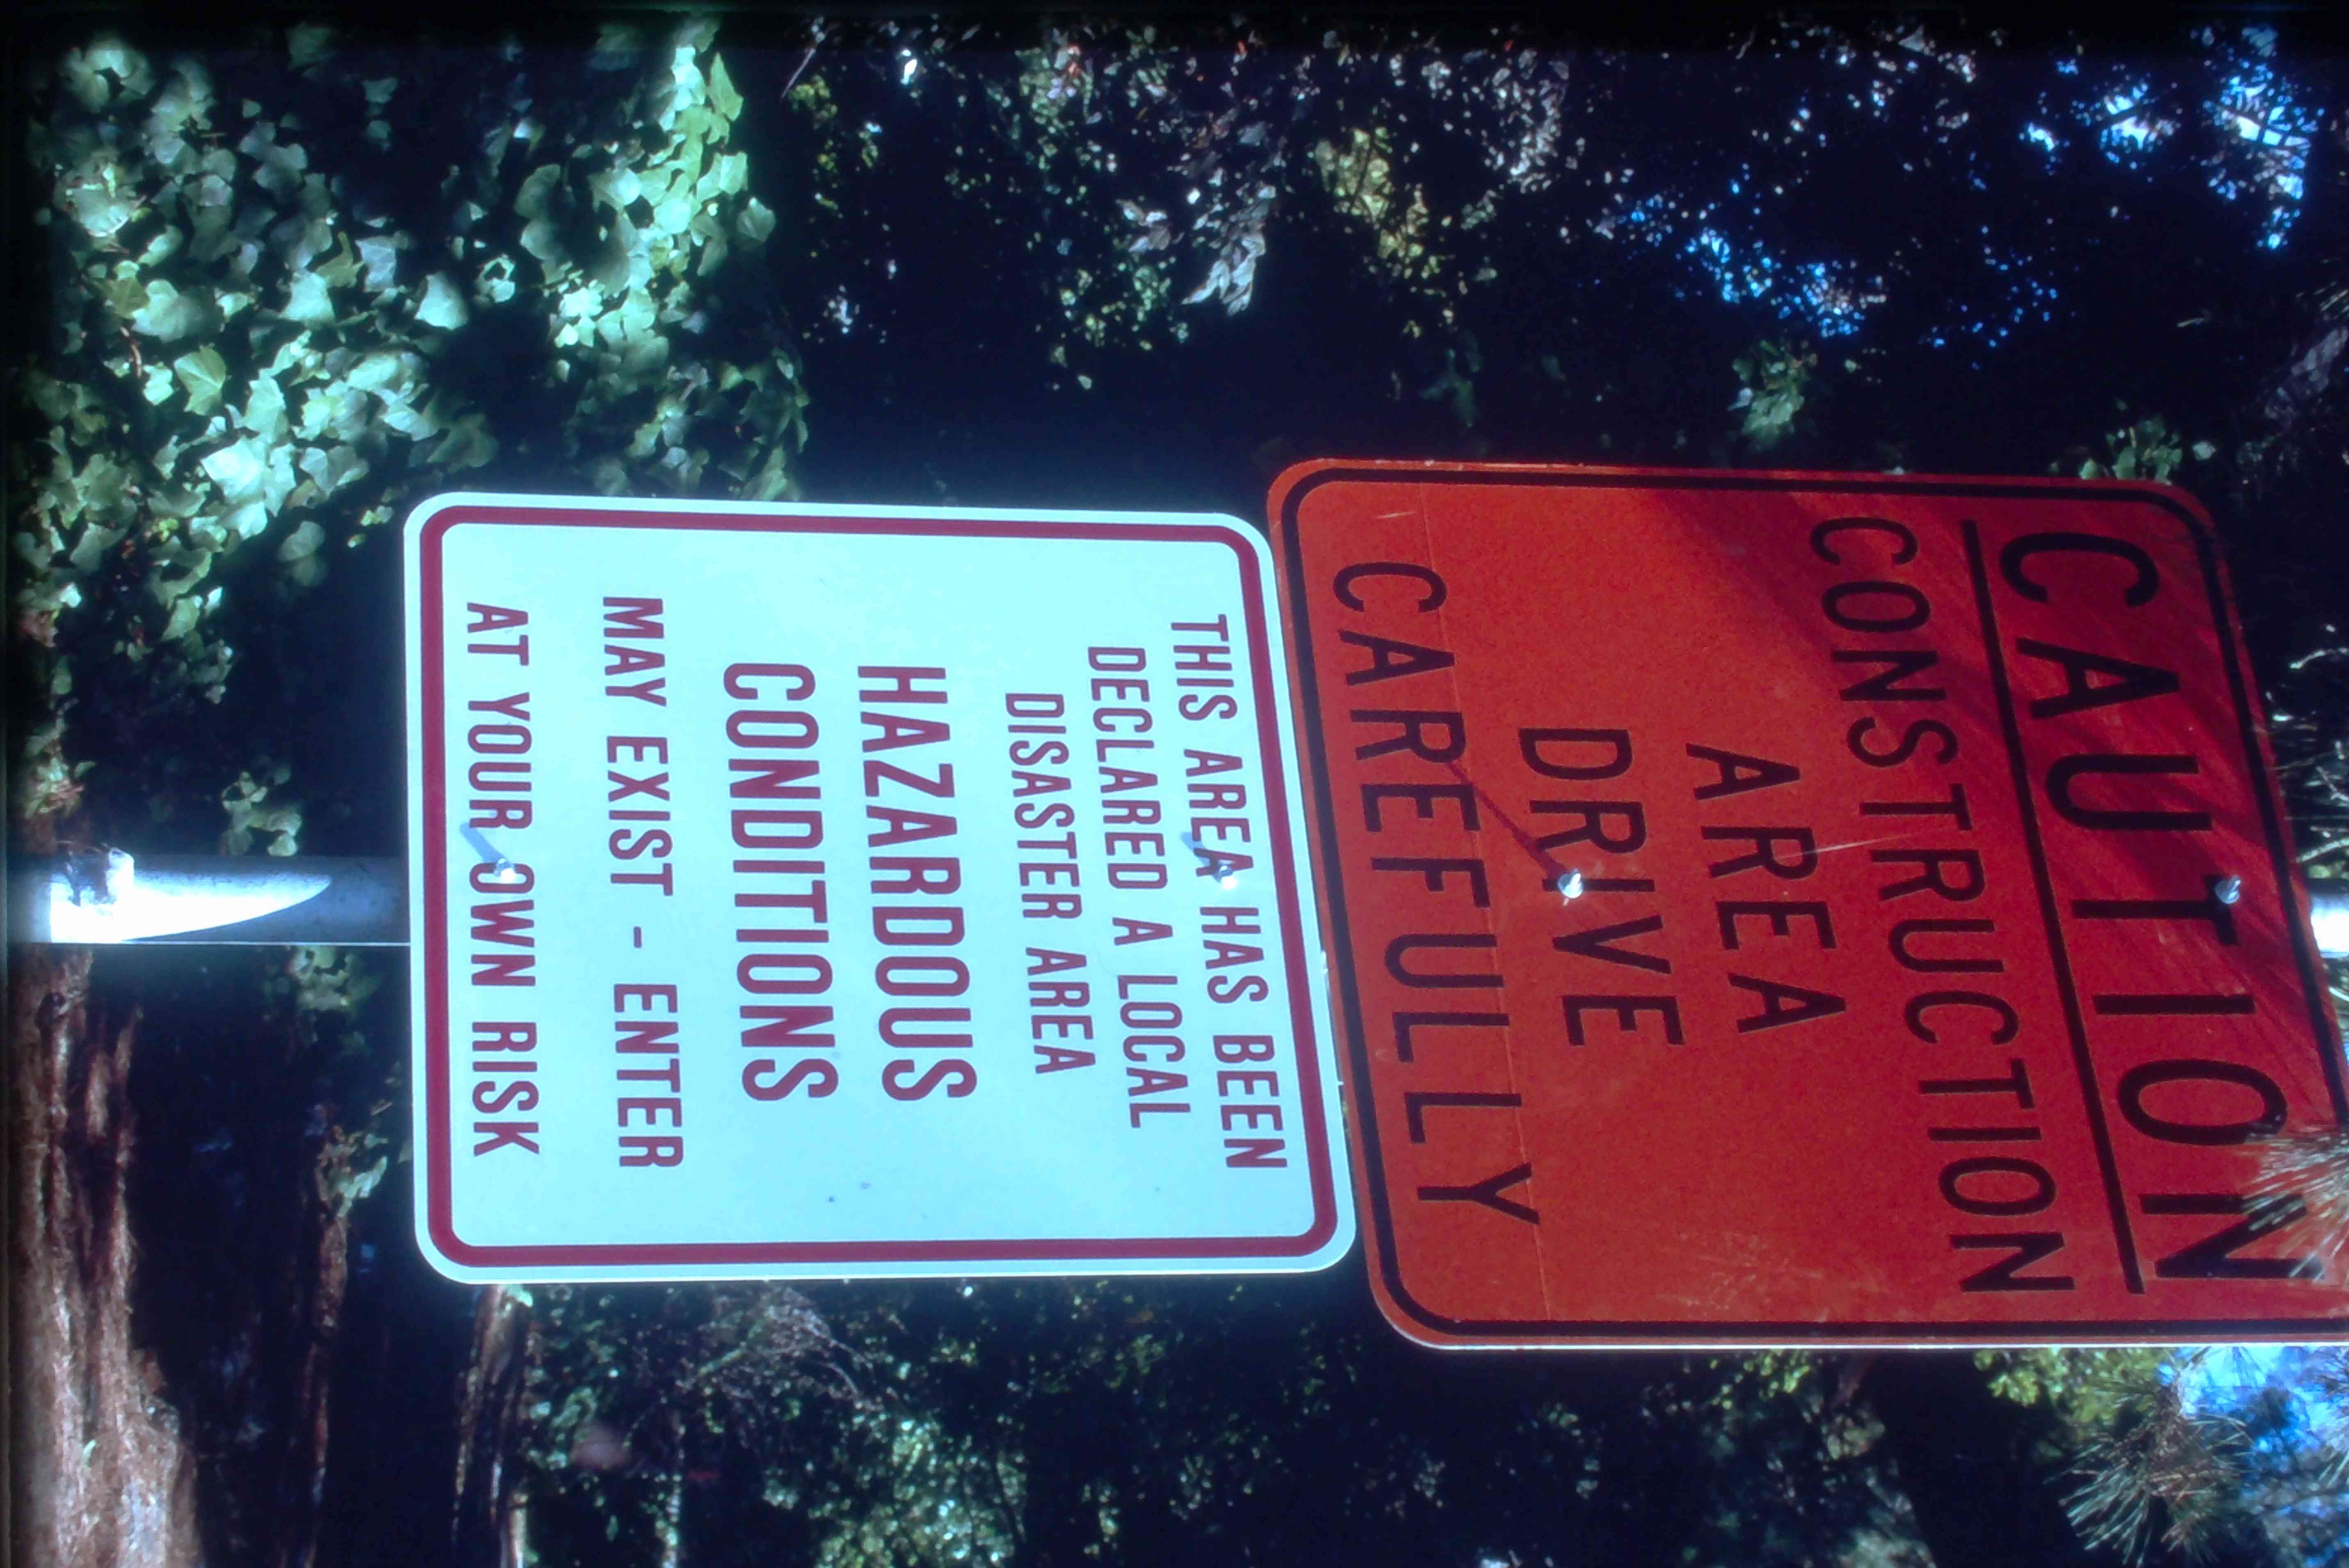 CAUTION
CONSTRUCTION
AREA
DRIVE
CAREFULLY
THIS AREA HAS BEEN
DECLARED A LOCAL
DISASTER AREA
HAZARDOUS
CONDITIONS
MAY EXIST - ENTER
AT YOUR OWN RISK